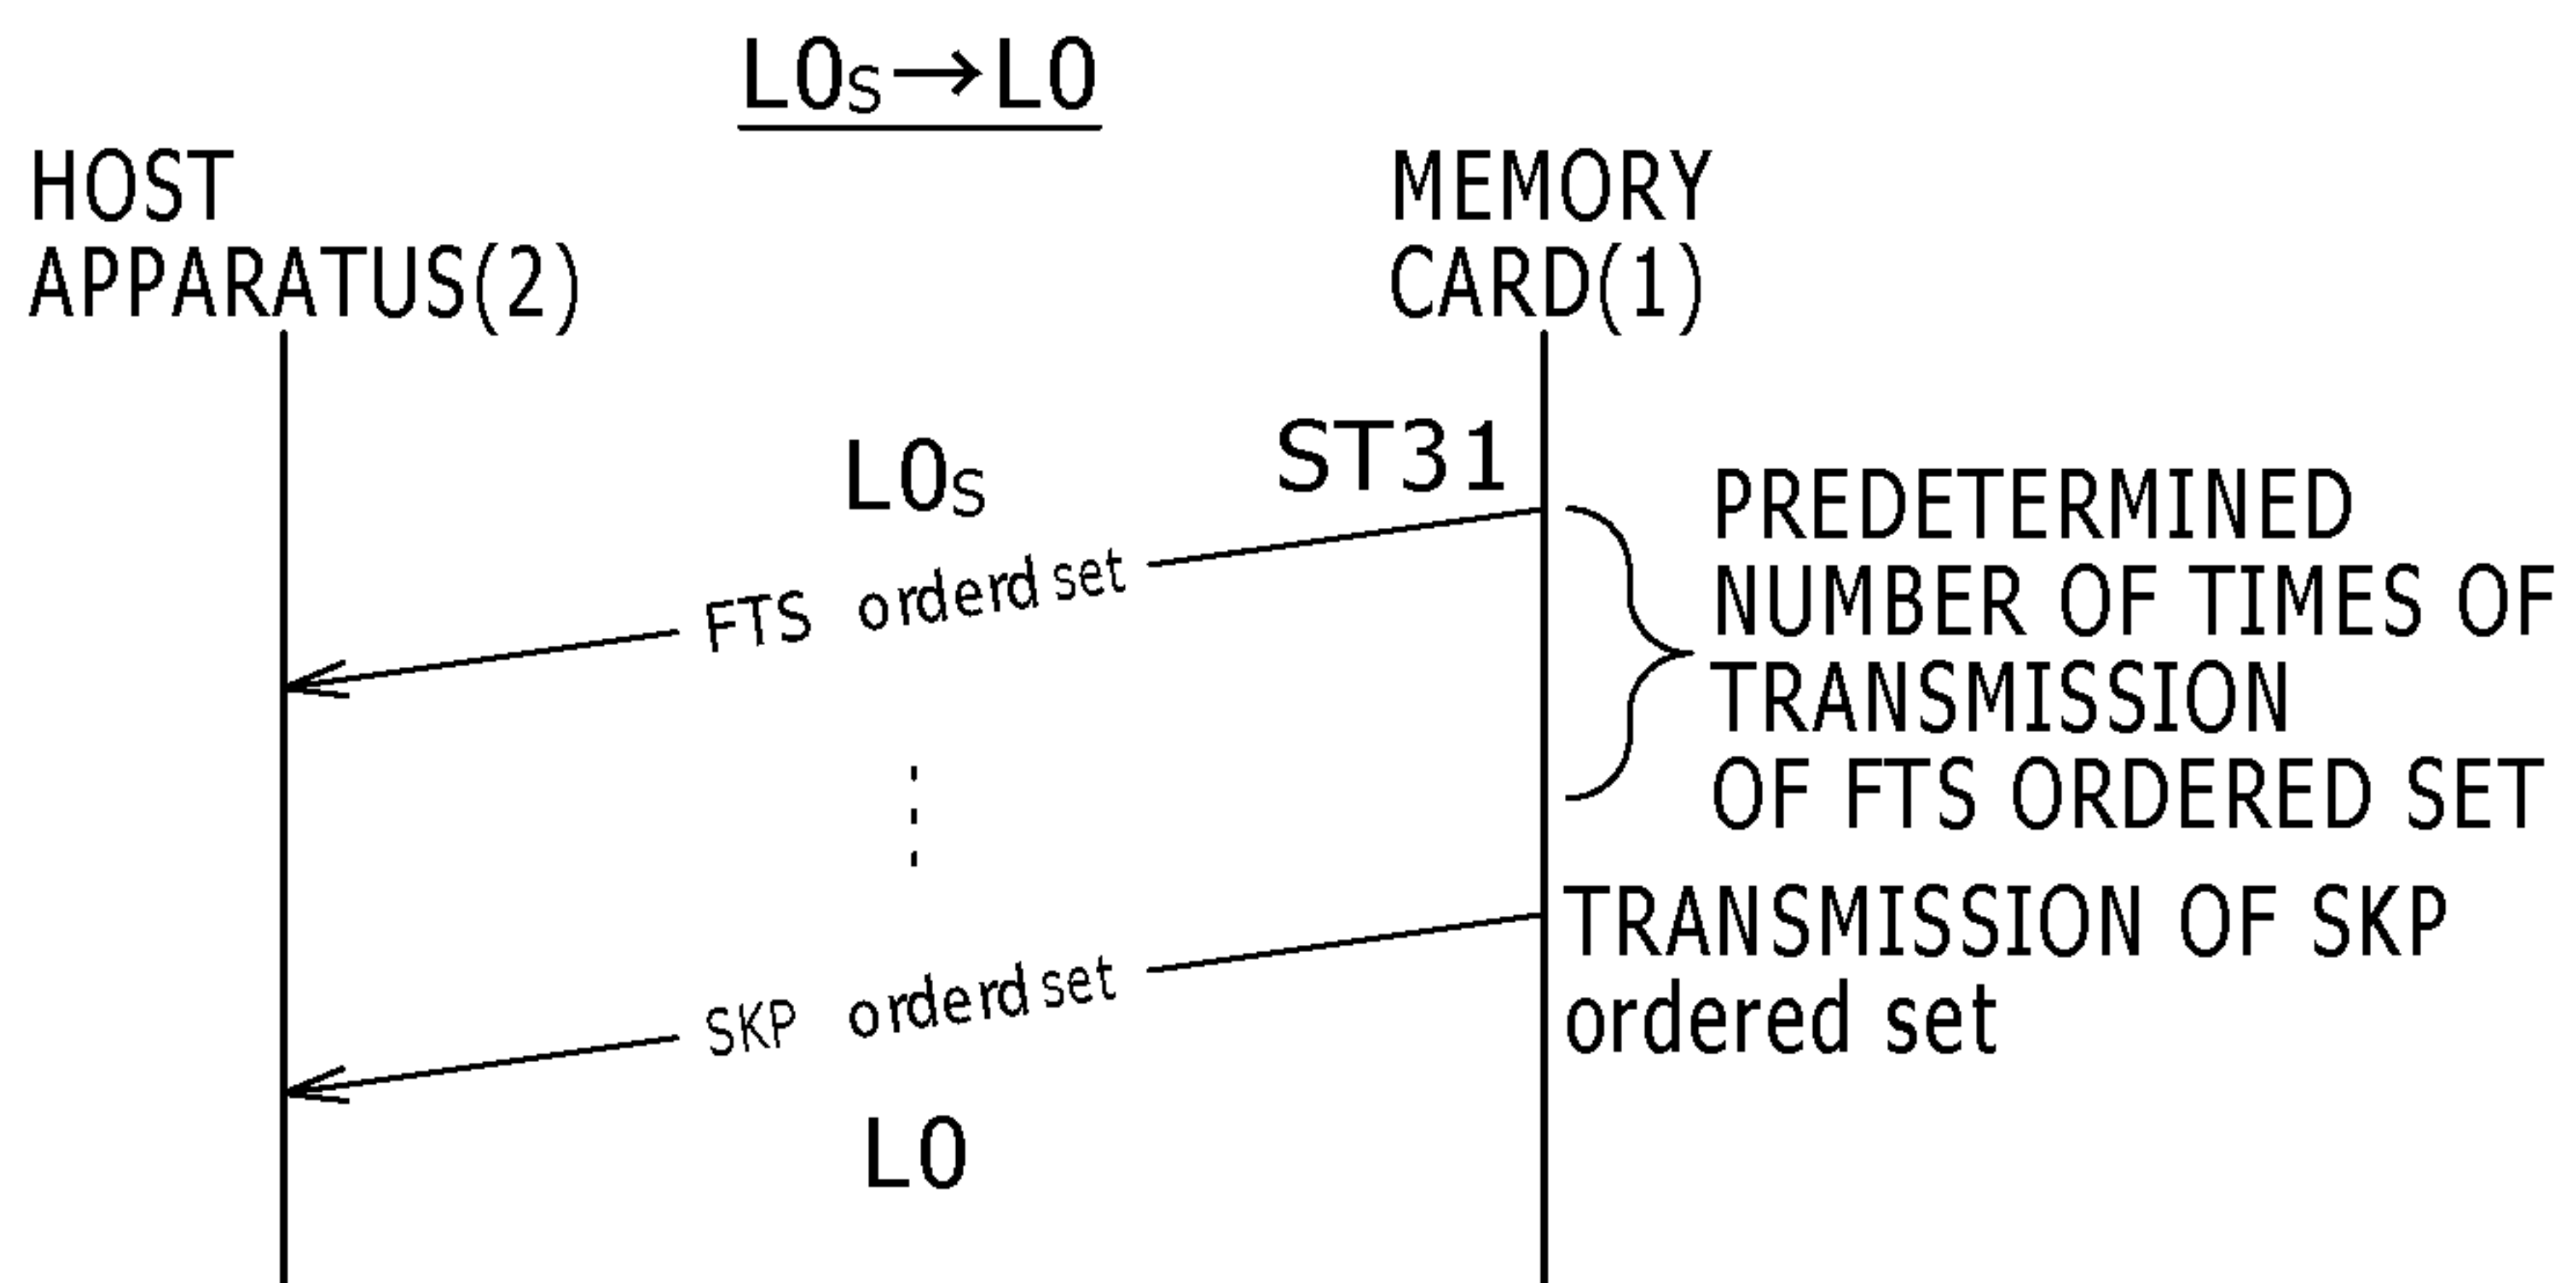 L0s→L0
HOST
APPARATUS(2)
MEMORY
CARD(1)
L0s
ST31
FTS orderd set
PREDETERMINED
NUMBER OF TIMES OF
TRANSMISSION
OF FTS ORDERED SET
SKP orderd set
TRANSMISSION OF SKP
ordered set
L0